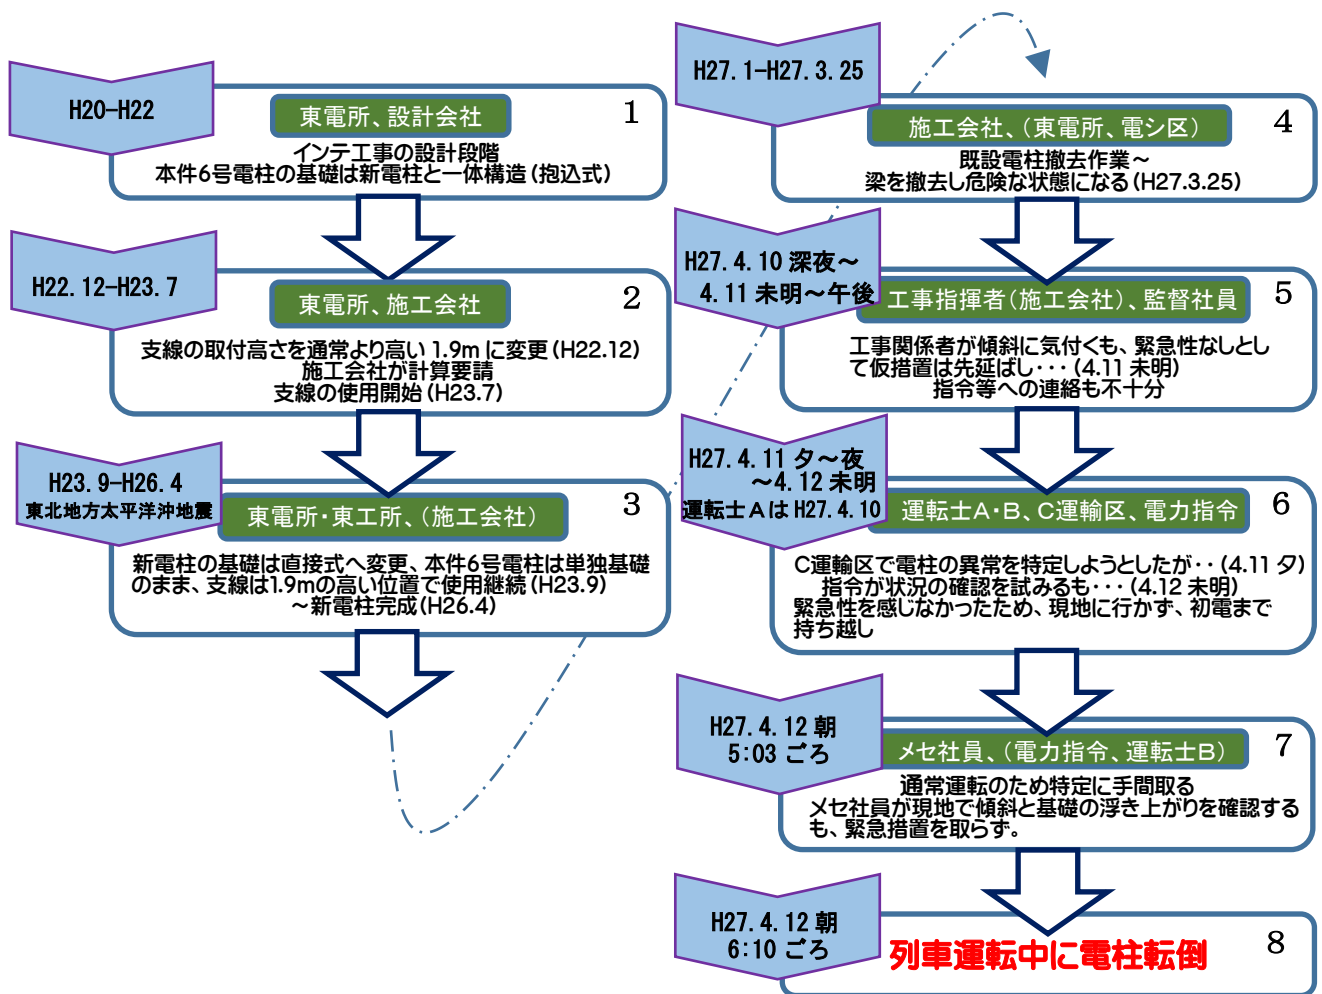 H20-H22
1
東電所、設計会社
インテ工事の設計段階
本件6号電柱の基礎は新電柱と一体構造(抱込式)
H22.12-H23.7
2
東電所、施工会社
支線の取付高さを通常より高い 1.9m に変更(H22.12)
施工会社が計算要請
支線の使用開始(H23.7)
H23.9-H26.4
東北地方太平洋沖地震
3
東電所・東工所、(施工会社)
新電柱の基礎は直接式へ変更、本件6号電柱は単独基礎
のまま、支線は1.9mの高い位置で使用継続(H23.9)
～新電柱完成(H26.4)
H27.1-H27.3.25
4
施工会社、(東電所、電シ区)
既設電柱撤去作業～
梁を撤去し危険な状態になる(H27.3.25)
H27.4.10 深夜～
4.11 未明～午後
5
工事指揮者(施工会社)、監督社員
工事関係者が傾斜に気付くも、緊急性なしとし
て仮措置は先延ばし・・・(4.11 未明)
指令等への連絡も不十分
H27.4.11 夕～夜
～4.12 未明
運転士AはH27.4.10
6
運転士A・B、C運輸区、電力指令
C運輸区で電柱の異常を特定しようとしたが・・(4.11 夕)
指令が状況の確認を試みるも・・・(4.12 未明)
緊急性を感じなかったため、現地に行かず、初電まで
持ち越し
H27.4.12 朝
5:03 ごろ
7
メセ社員、(電力指令、運転士B)
通常運転のため特定に手間取る
メセ社員が現地で傾斜と基礎の浮き上がりを確認する
も、緊急措置を取らず。
H27.4.12 朝
6:10 ごろ
8
列車運転中に電柱転倒